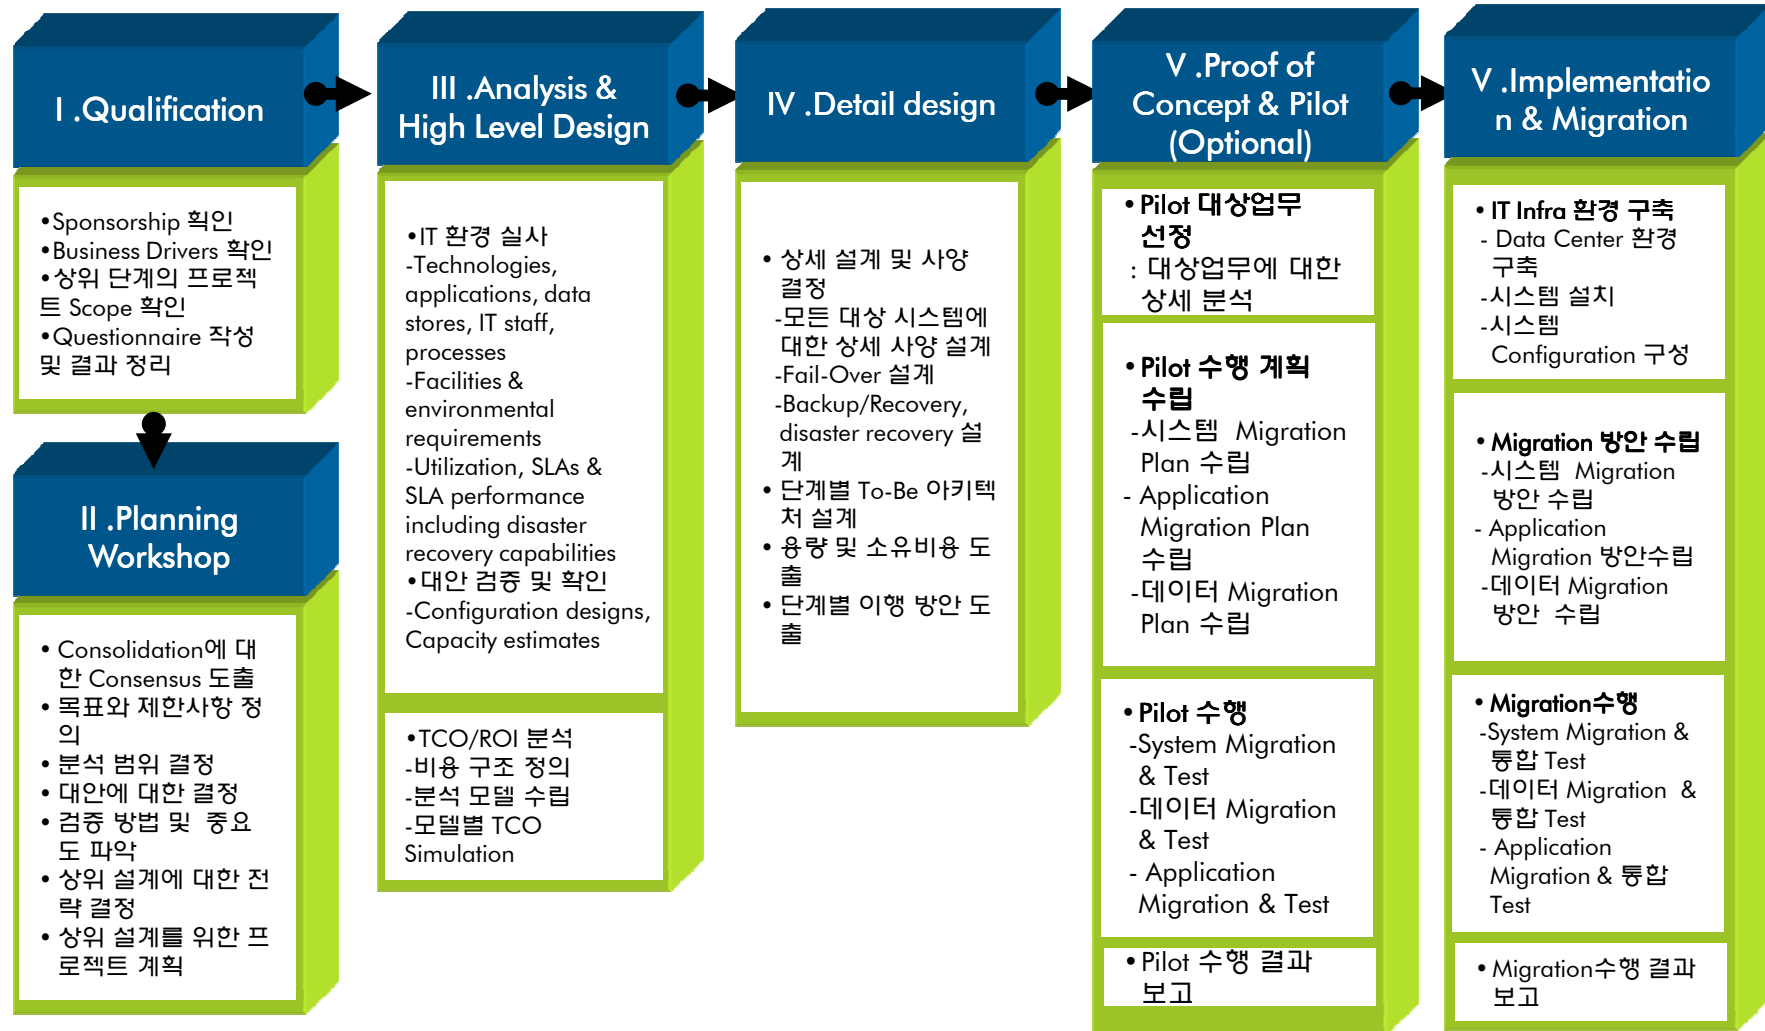 I .Qualification
•Sponsorship 확인
•Business Drivers 확인
•상위 단계의 프로젝
트 Scope 확인
•Questionnaire 작성
및 결과 정리
II .Planning
Workshop
• Consolidation에 대
한 Consensus 도출
• 목표와 제한사항 정
의
• 분석 범위 결정
• 대안에 대한 결정
• 검증 방법 및 중요
도 파악
• 상위 설계에 대한 전
략 결정
• 상위 설계를 위한 프
로젝트 계획
III .Analysis &
High Level Design
•IT 환경 실사
-Technologies,
applications, data
stores, IT staff,
processes
-Facilities &
environmental
requirements
-Utilization, SLAs &
SLA performance
including disaster
recovery capabilities
•대안 검증 및 확인
-Configuration designs,
Capacity estimates
•TCO/ROI 분석
-비용 구조 정의
-분석 모델 수립
-모델별 TCO
Simulation
IV .Detail design
• 상세 설계 및 사양
결정
-모든 대상 시스템에
대한 상세 사양 설계
-Fail-Over 설계
-Backup/Recovery,
disaster recovery 설
계
• 단계별 To-Be 아키텍
처 설계
• 용량 및 소유비용 도
출
• 단계별 이행 방안 도
출
V .Proof of
Concept & Pilot
(Optional)
• Pilot 대상업무
선정
: 대상업무에 대한
상세 분석
• Pilot 수행 계획
수립
-시스템 Migration
Plan 수립
- Application
Migration Plan
수립
-데이터 Migration
Plan 수립
• Pilot 수행
-System Migration
& Test
-데이터 Migration
& Test
- Application
Migration & Test
• Pilot 수행 결과
보고
V .Implementatio
n & Migration
• IT Infra 환경 구축
- Data Center 환경
구축
-시스템 설치
-시스템
Configuration 구성
• Migration 방안 수립
-시스템 Migration
방안 수립
- Application
Migration 방안수립
-데이터 Migration
방안 수립
• Migration수행
-System Migration &
통합 Test
-데이터 Migration &
통합 Test
- Application
Migration & 통합
Test
• Migration수행 결과
보고